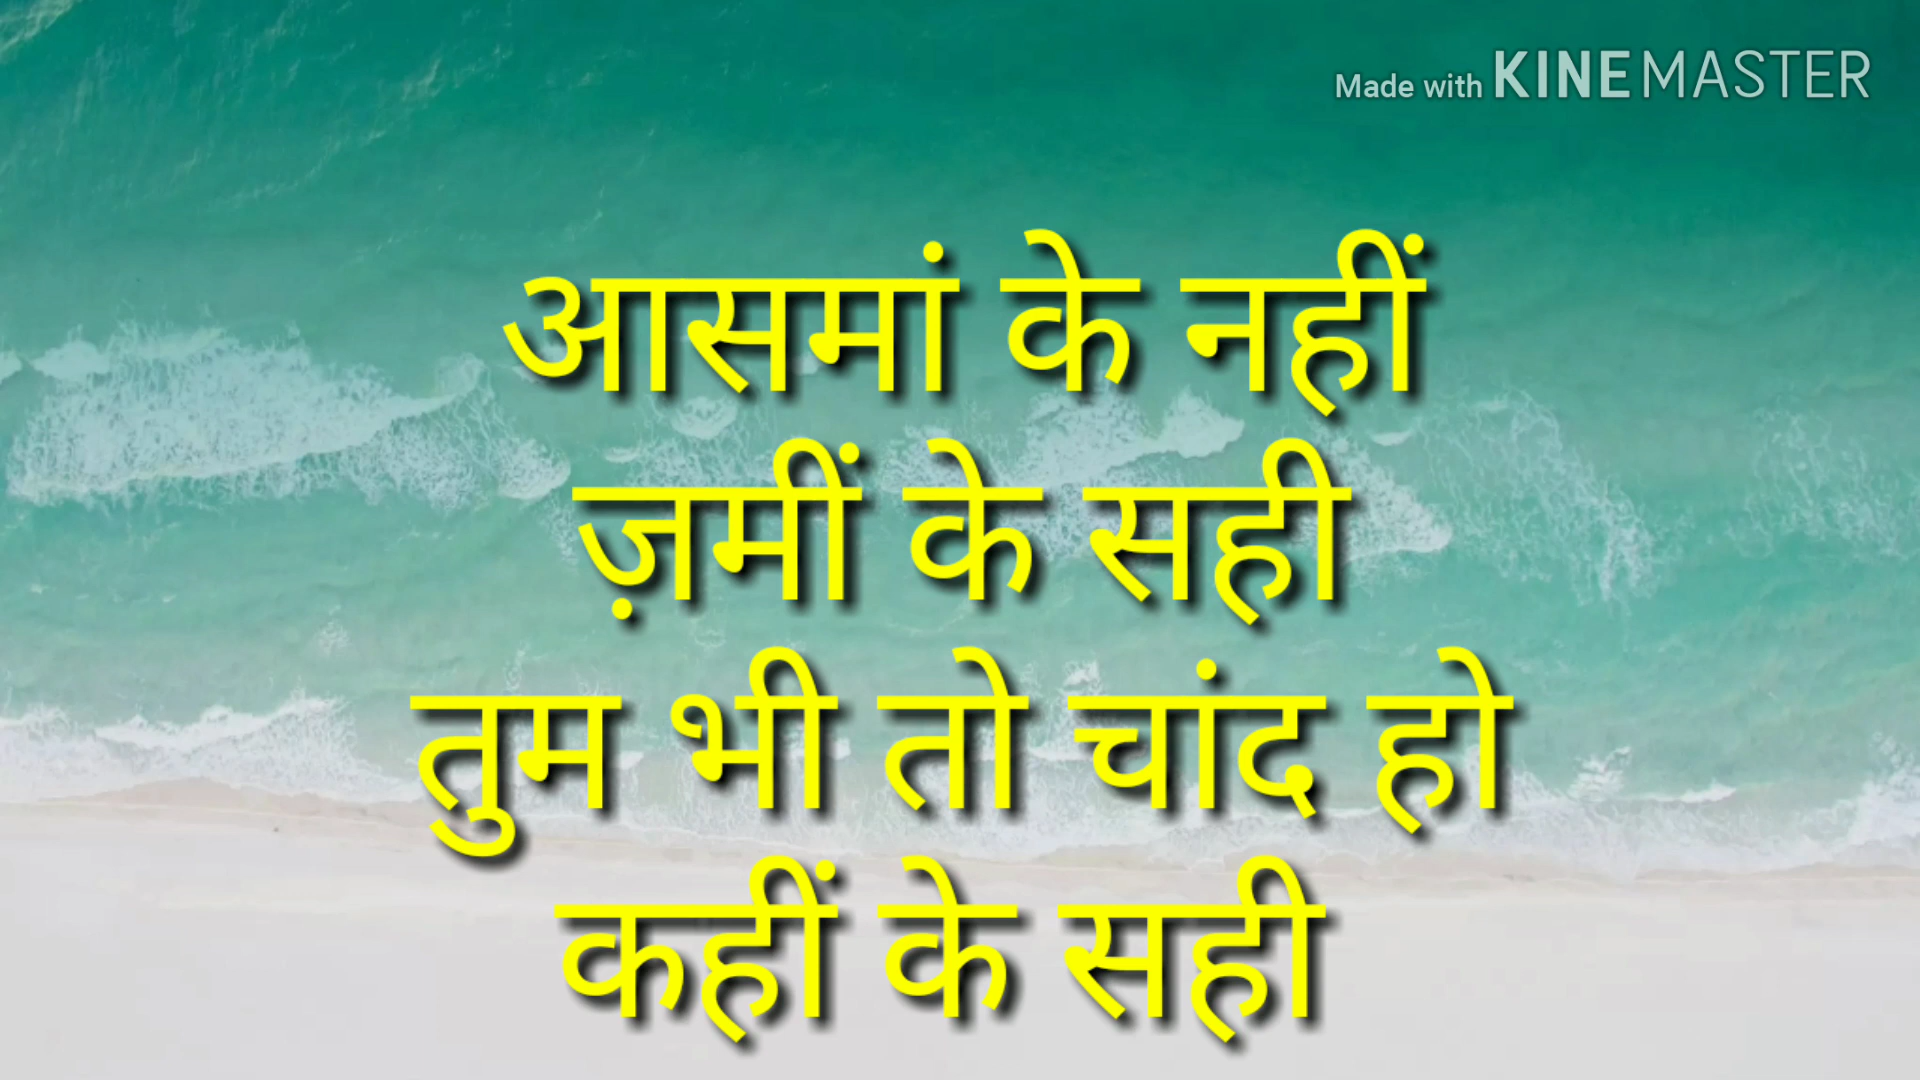 Made with KINEMASTER
आसमां के नहीं
ज़मीं के सही
तुम भी तो चांद हो
कहीं के सही